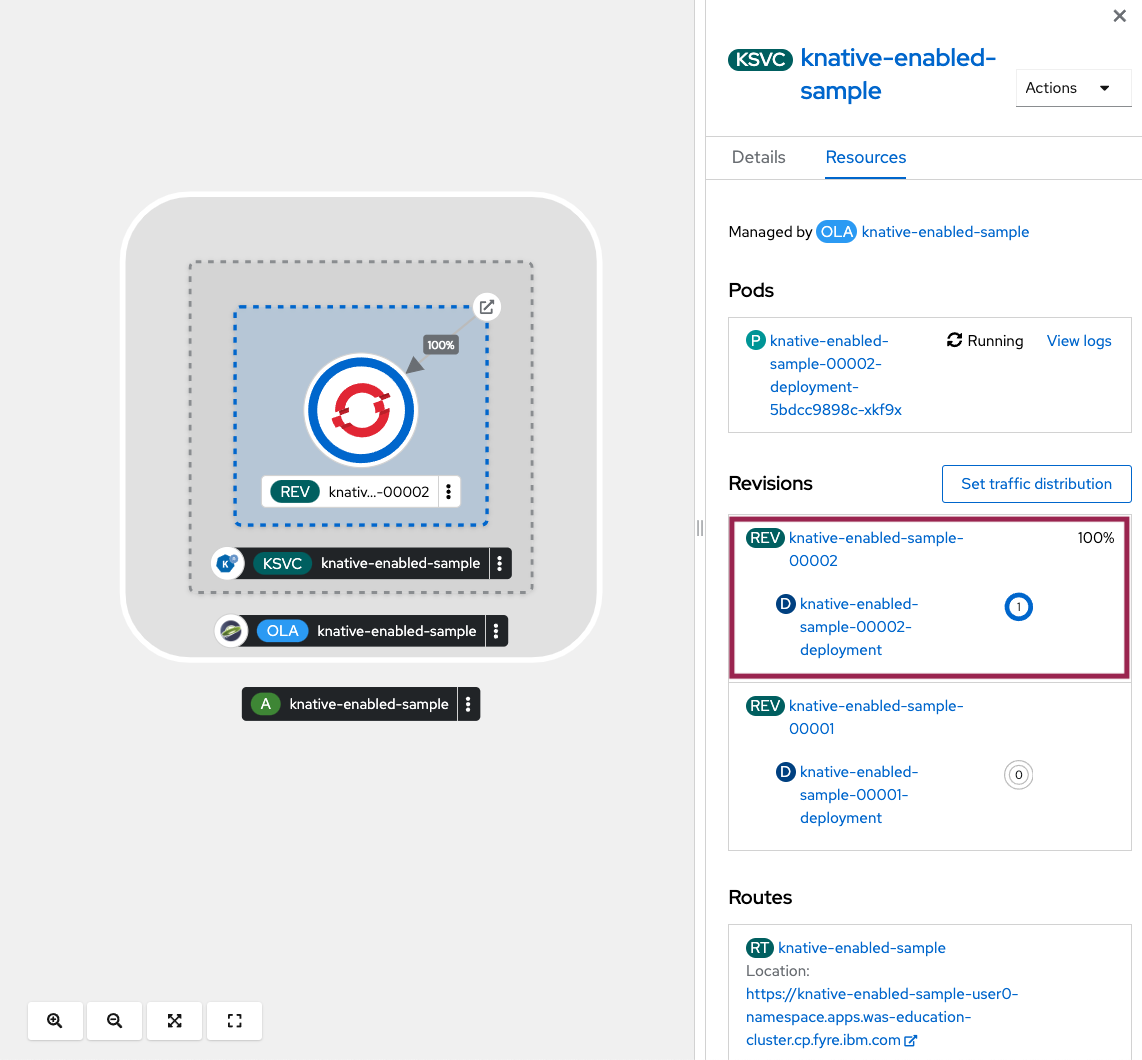 100%
REV knativ...-00002
K KSVC knative-enabled-sample
OLA knative-enabled-sample
A knative-enabled-sample
KSVC knative-enabled-
sample
Actions
Details Resources
Managed by OLA knative-enabled-sample
Pods
P knative-enabled- Running View logs
sample-00002-
deployment-
5bdcc9898c-xkf9x
Revisions Set traffic distribution
REV knative-enabled-sample- 100%
00002
D knative-enabled- 1
sample-00002-
deployment
REV knative-enabled-sample-
00001
D knative-enabled- 0
sample-00001-
deployment
Routes
RT knative-enabled-sample
Location:
https://knative-enabled-sample-user0-
namespace.apps.was-education-
cluster.cp.fyre.ibm.com